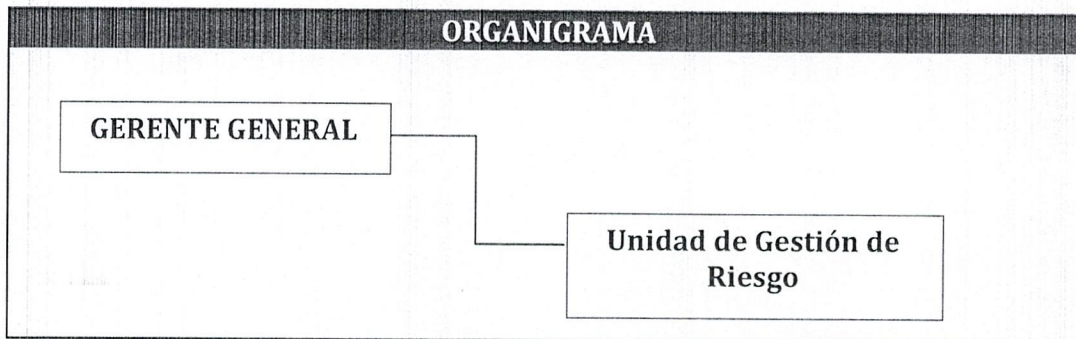 ORGANIGRAMA
GERENTE GENERAL
Unidad de Gestión de
Riesgo